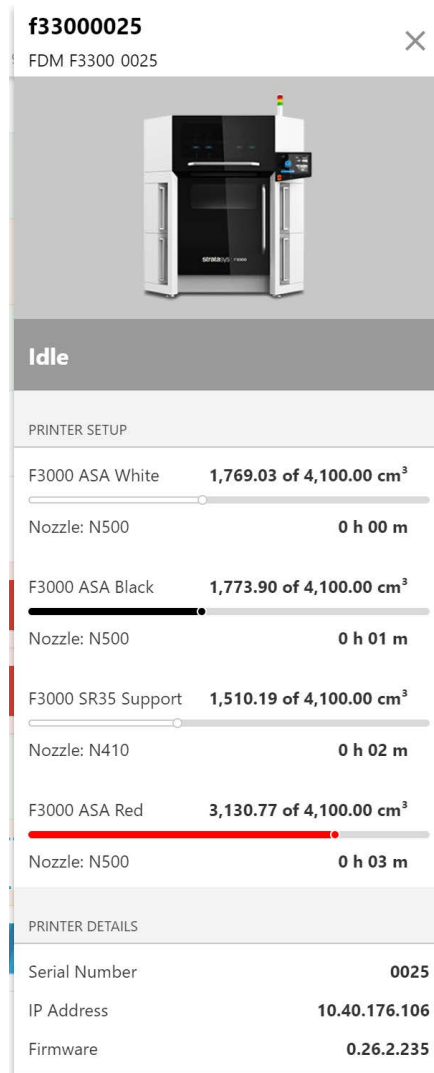 f33000025
FDM F3300 0025
stratasys F3300
Idle
PRINTER SETUP
F3000 ASA White 1,769.03 of 4,100.00 cm³
Nozzle: N500 0 h 00 m
F3000 ASA Black 1,773.90 of 4,100.00 cm³
Nozzle: N500 0 h 01 m
F3000 SR35 Support 1,510.19 of 4,100.00 cm³
Nozzle: N410 0 h 02 m
F3000 ASA Red 3,130.77 of 4,100.00 cm³
Nozzle: N500 0 h 03 m
PRINTER DETAILS
Serial Number 0025
IP Address 10.40.176.106
Firmware 0.26.2.235